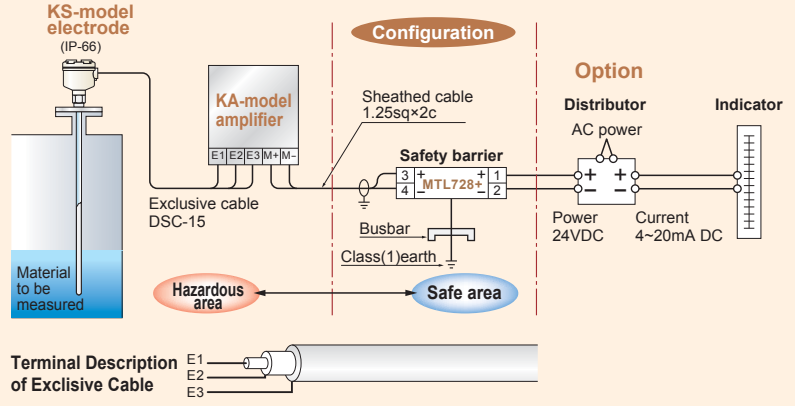 KS-model
electrode
(IP-66)
KA-model
amplifier
E1 E2 E3 M+ M−
Exclusive cable
DSC-15
Material
to be
measured
Configuration
Sheathed cable
1.25sq×2c
Safety barrier
3 + + 1
MTL728+
4 − − 2
Busbar
Class(1)earth
Hazardous
area
Safe area
Option
Distributor
AC power
+ +
− −
Power
24VDC
Indicator
Current
4~20mA DC
Terminal Description
of Exclisive Cable
E1
E2
E3